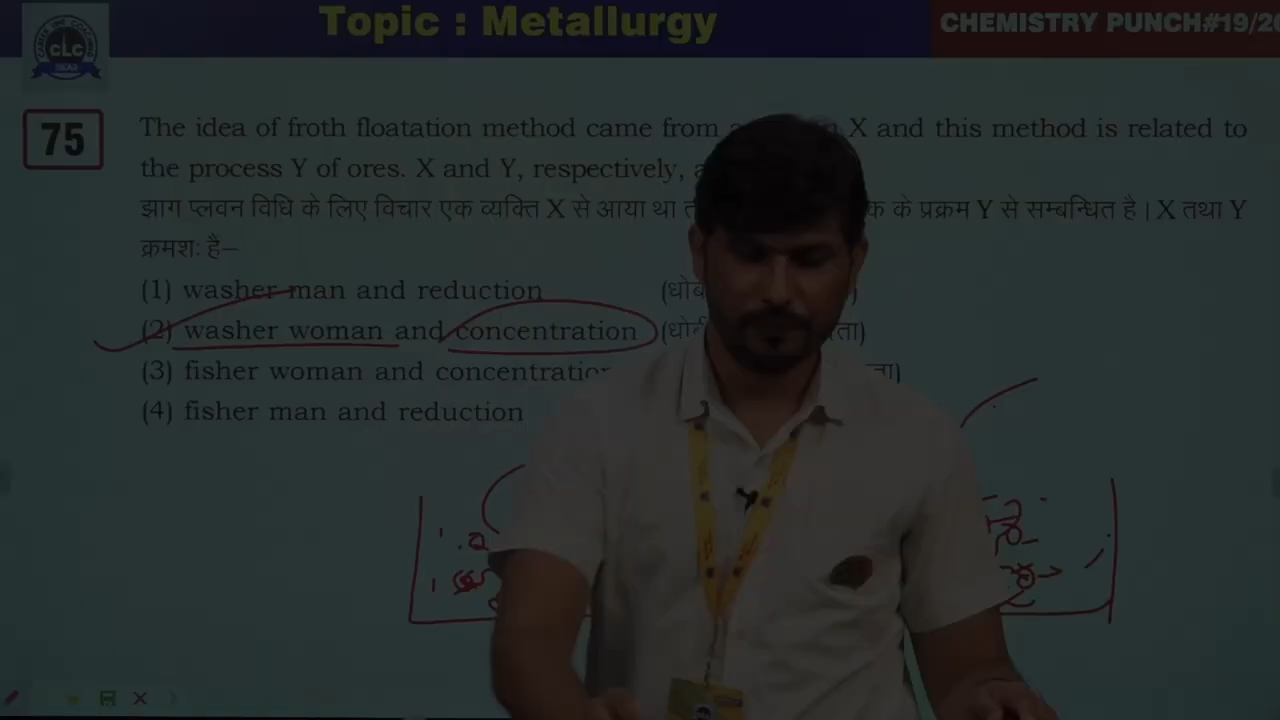 Topic : Metallurgy
CHEMISTRY PUNCH#19/20
CLC
75
The idea of froth floatation method came from a X and this method is related to
the process Y of ores. X and Y, respectively,
झाग प्लवन विधि के लिए विचार एक व्यक्ति X से आया था के प्रक्रम Y से सम्बन्धित है। X तथा Y
क्रमशः हैं–
(1) washer man and reduction
(2) washer woman and concentration
(3) fisher woman and concentration
(4) fisher man and reduction